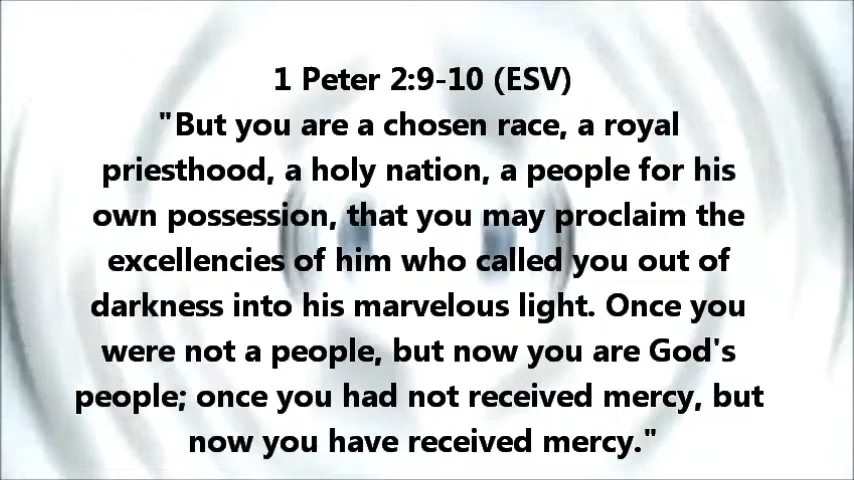 1 Peter 2:9-10 (ESV)
"But you are a chosen race, a royal
priesthood, a holy nation, a people for his
own possession, that you may proclaim the
excellencies of him who called you out of
darkness into his marvelous light. Once you
were not a people, but now you are God's
people; once you had not received mercy, but
now you have received mercy."